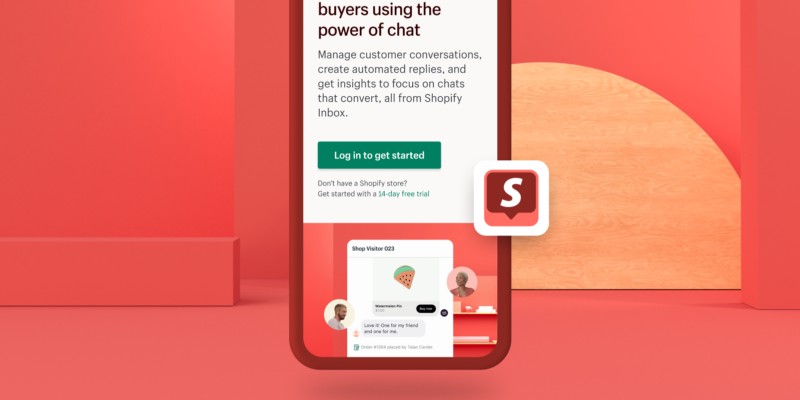 buyers using the
power of chat
Manage customer conversations,
create automated replies, and
get insights to focus on chats
that convert, all from Shopify
Inbox.
Log in to get started
Don't have a Shopify store?
Get started with a 14-day free trial
S
Shop Visitor 023
Watermelon Pin
Buy now
Love it! One for my friend
and one for me.
Order #1354 placed by